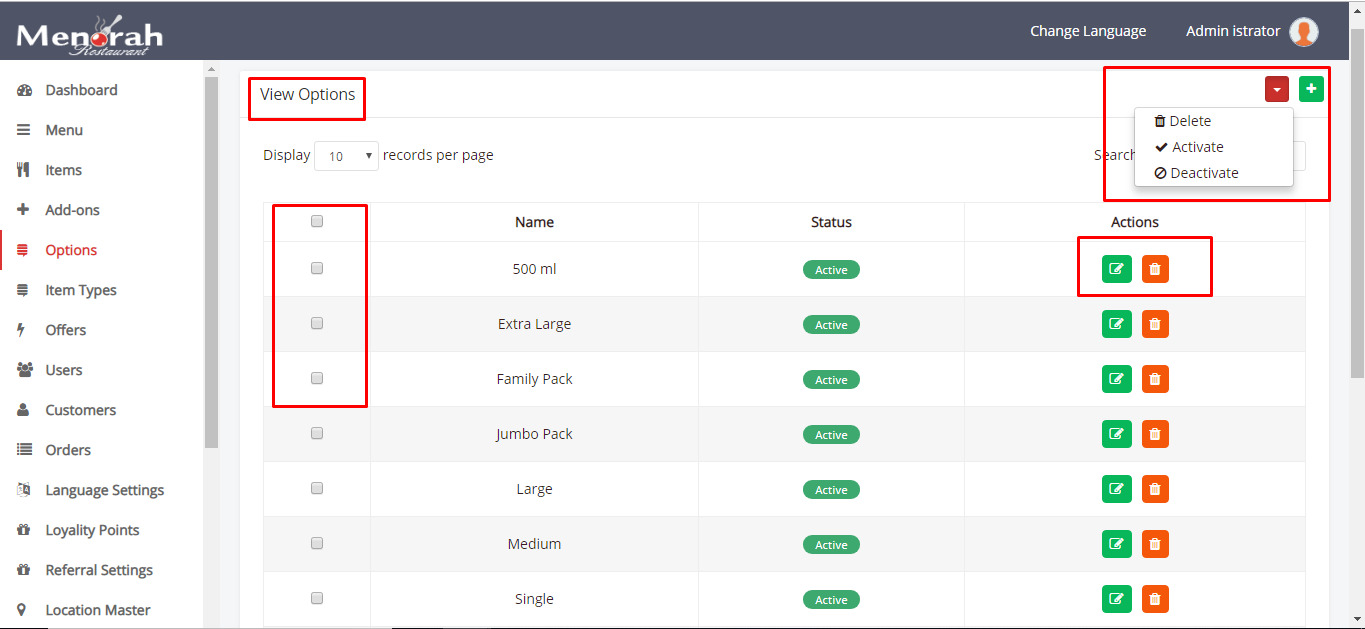 Menorah
Restaurant
Change Language
Admin istrator
Dashboard
Menu
Items
Add-ons
Options
Item Types
Offers
Users
Customers
Orders
Language Settings
Loyality Points
Referral Settings
Location Master
View Options
Delete
Activate
Deactivate
Display 10 records per page
Search
Name Status Actions
500 ml Active
Extra Large Active
Family Pack Active
Jumbo Pack Active
Large Active
Medium Active
Single Active